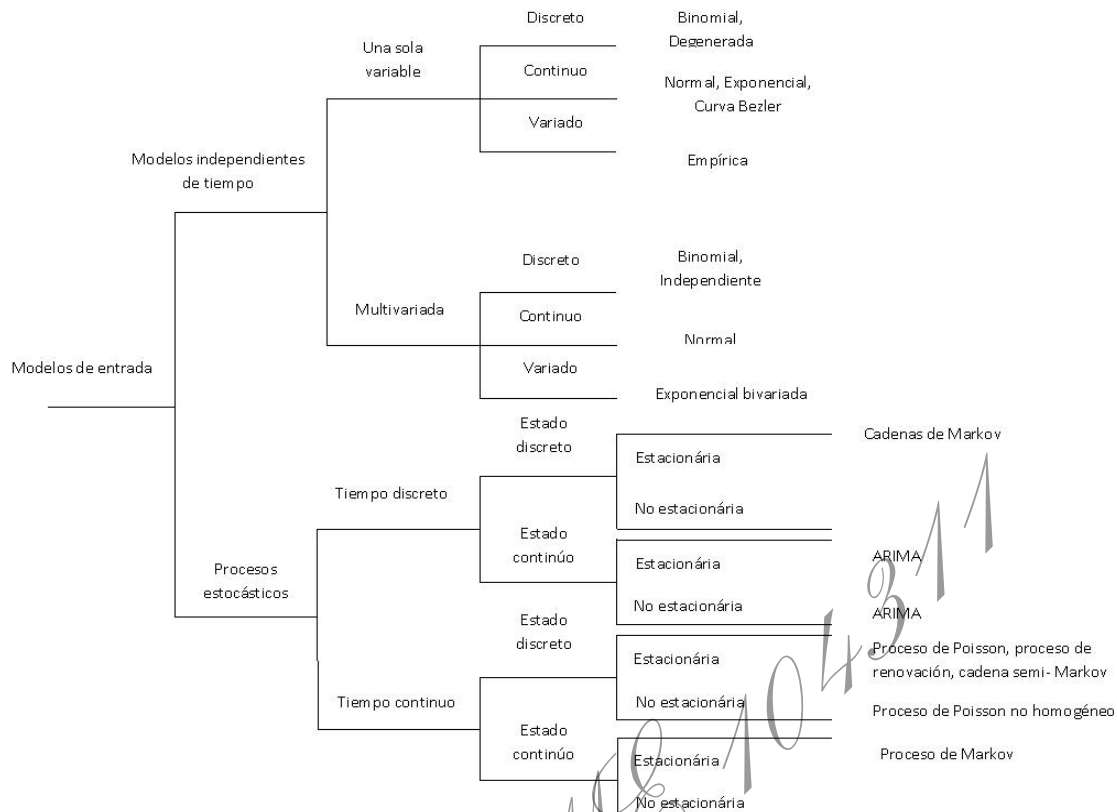 Discreto
Binomial,
Degenerada
Una sola
variable
Continuo
Normal, Exponencial,
Curva Bezler
Variado
Empírica
Modelos independientes
de tiempo
Discreto
Binomial,
Independiente
Multivariada
Continuo
Normal
Variado
Exponencial bivariada
Modelos de entrada
Estado
discreto
Cadenas de Markov
Estacionária
Tiempo discreto
No estacionária
Estado
continúo
ARIMA
Estacionária
Procesos
estocásticos
No estacionária
ARIMA
Estado
discreto
Proceso de Poisson, proceso de
renovación, cadena semi- Markov
Estacionária
Tiempo continuo
No estacionária
Proceso de Poisson no homogéneo
Estado
continúo
Proceso de Markov
Estacionária
No estacionária
104311